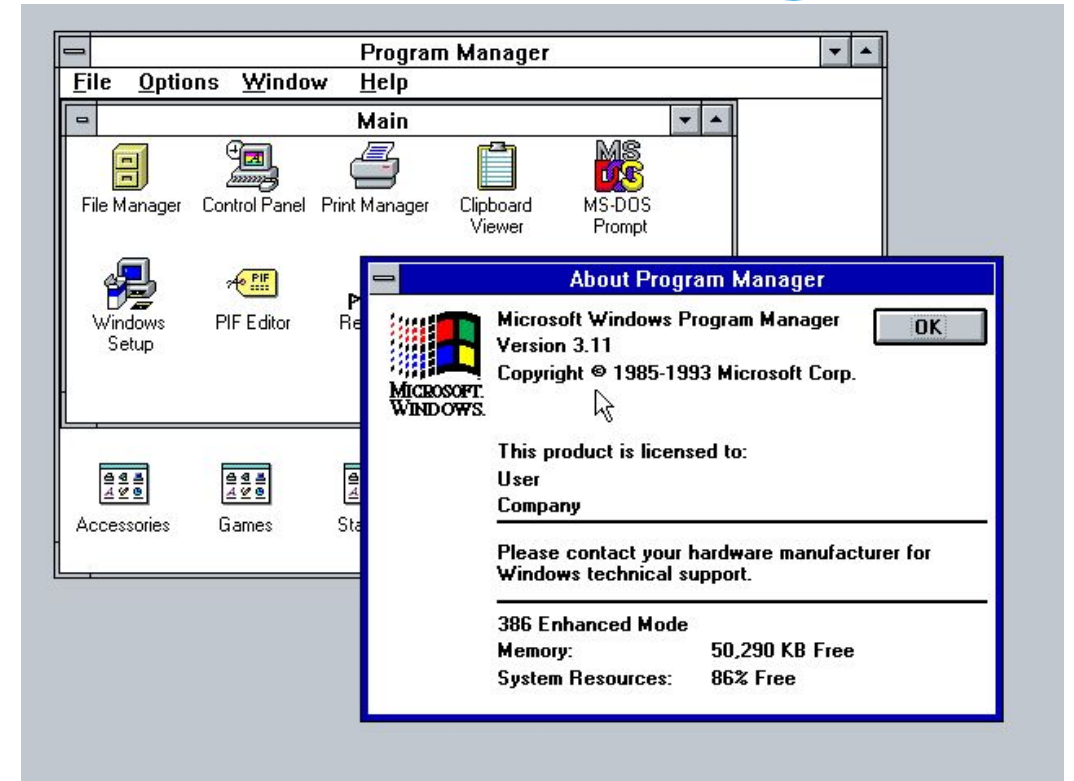 Program Manager
File Options Window Help
Main
File Manager
Control Panel
Print Manager
Clipboard
Viewer
MS-DOS
Prompt
MS
DOS
Windows
Setup
PIF
PIF Editor
Accessories
Games
About Program Manager
MICROSOFT.
WINDOWS.
Microsoft Windows Program Manager
Version 3.11
Copyright © 1985-1993 Microsoft Corp.
OK
This product is licensed to:
User
Company
Please contact your hardware manufacturer for
Windows technical support.
386 Enhanced Mode
Memory: 50,290 KB Free
System Resources: 86% Free